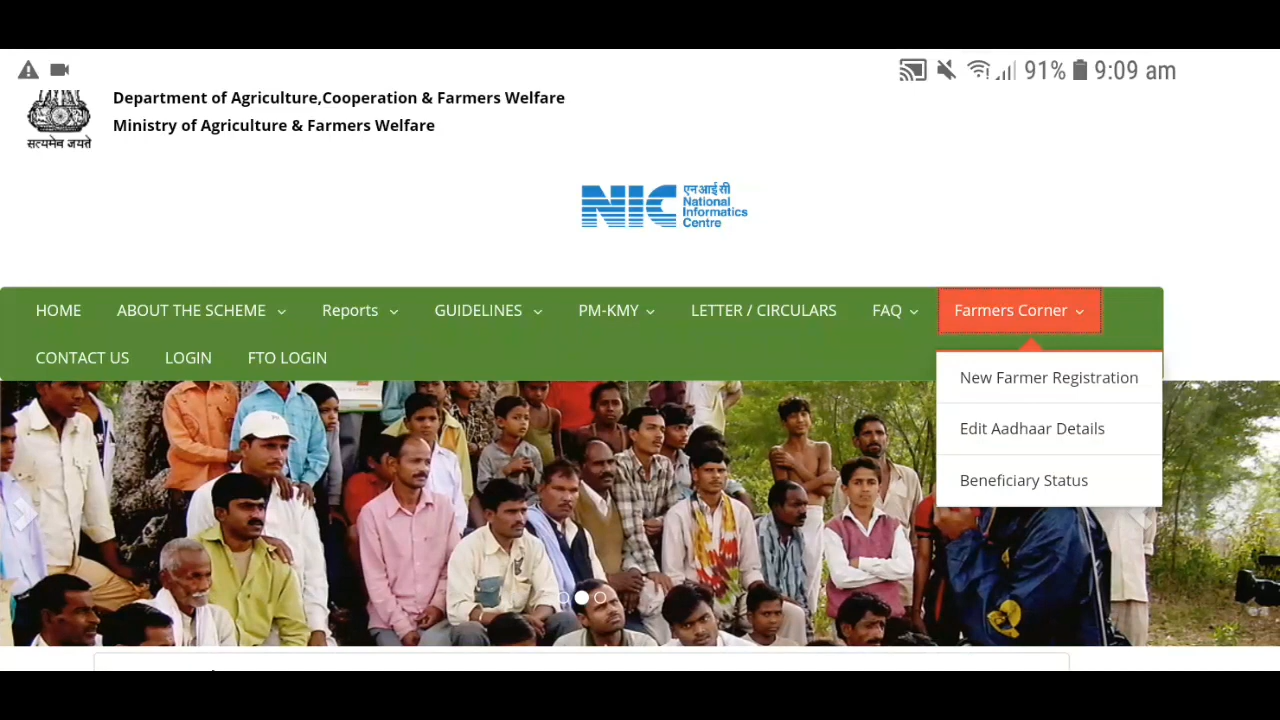 91% 9:09 am
Department of Agriculture,Cooperation & Farmers Welfare
Ministry of Agriculture & Farmers Welfare
सत्यमेव जयते
NIC एन आई सी
National
Informatics
Centre
HOME ABOUT THE SCHEME Reports GUIDELINES PM-KMY LETTER / CIRCULARS FAQ Farmers Corner
CONTACT US LOGIN FTO LOGIN
New Farmer Registration
Edit Aadhaar Details
Beneficiary Status